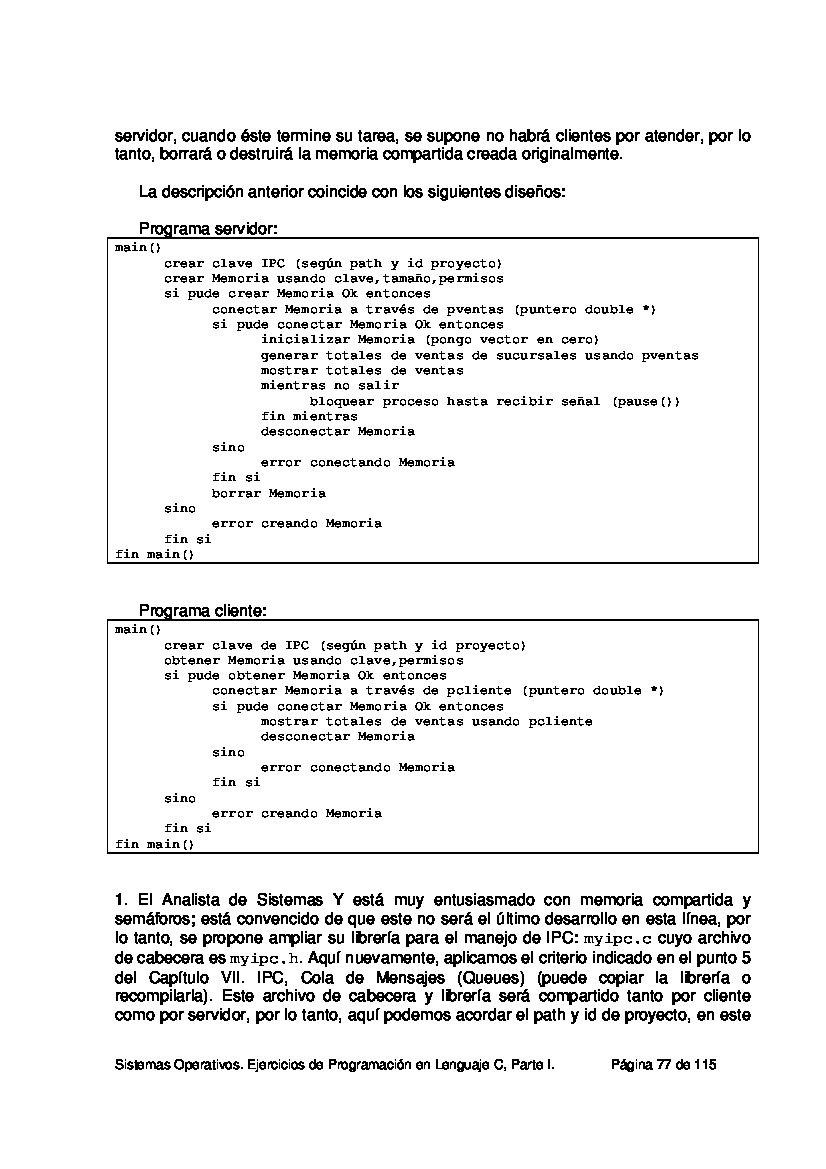 servidor, cuando éste termine su tarea, se supone no habrá clientes por atender, por lo
tanto, borrará o destruirá la memoria compartida creada originalmente.
La descripción anterior coincide con los siguientes diseños:
Programa servidor:
main()
crear clave IPC (según path y id proyecto)
crear Memoria usando clave,tamaño,permisos
si pude crear Memoria Ok entonces
conectar Memoria a través de pventas (puntero double *)
si pude conectar Memoria Ok entonces
inicializar Memoria (pongo vector en cero)
generar totales de ventas de sucursales usando pventas
mostrar totales de ventas
mientras no salir
bloquear proceso hasta recibir señal (pause())
fin mientras
desconectar Memoria
sino
error conectando Memoria
fin si
borrar Memoria
sino
error creando Memoria
fin si
fin main()
Programa cliente:
main()
crear clave de IPC (según path y id proyecto)
obtener Memoria usando clave,permisos
si pude obtener Memoria Ok entonces
conectar Memoria a través de pcliente (puntero double *)
si pude conectar Memoria Ok entonces
mostrar totales de ventas usando pcliente
desconectar Memoria
sino
error conectando Memoria
fin si
sino
error creando Memoria
fin si
fin main()
1. El Analista de Sistemas Y está muy entusiasmado con memoria compartida y
semáforos; está convencido de que este no será el último desarrollo en esta línea, por
lo tanto, se propone ampliar su librería para el manejo de IPC: myipc.c cuyo archivo
de cabecera es myipc.h. Aquí nuevamente, aplicamos el criterio indicado en el punto 5
del Capítulo VII. IPC, Cola de Mensajes (Queues) (puede copiar la librería o
recompilarla). Este archivo de cabecera y librería será compartido tanto por cliente
como por servidor, por lo tanto, aquí podemos acordar el path y id de proyecto, en este
Sistemas Operativos. Ejercicios de Programación en Lenguaje C, Parte I. Página 77 de 115